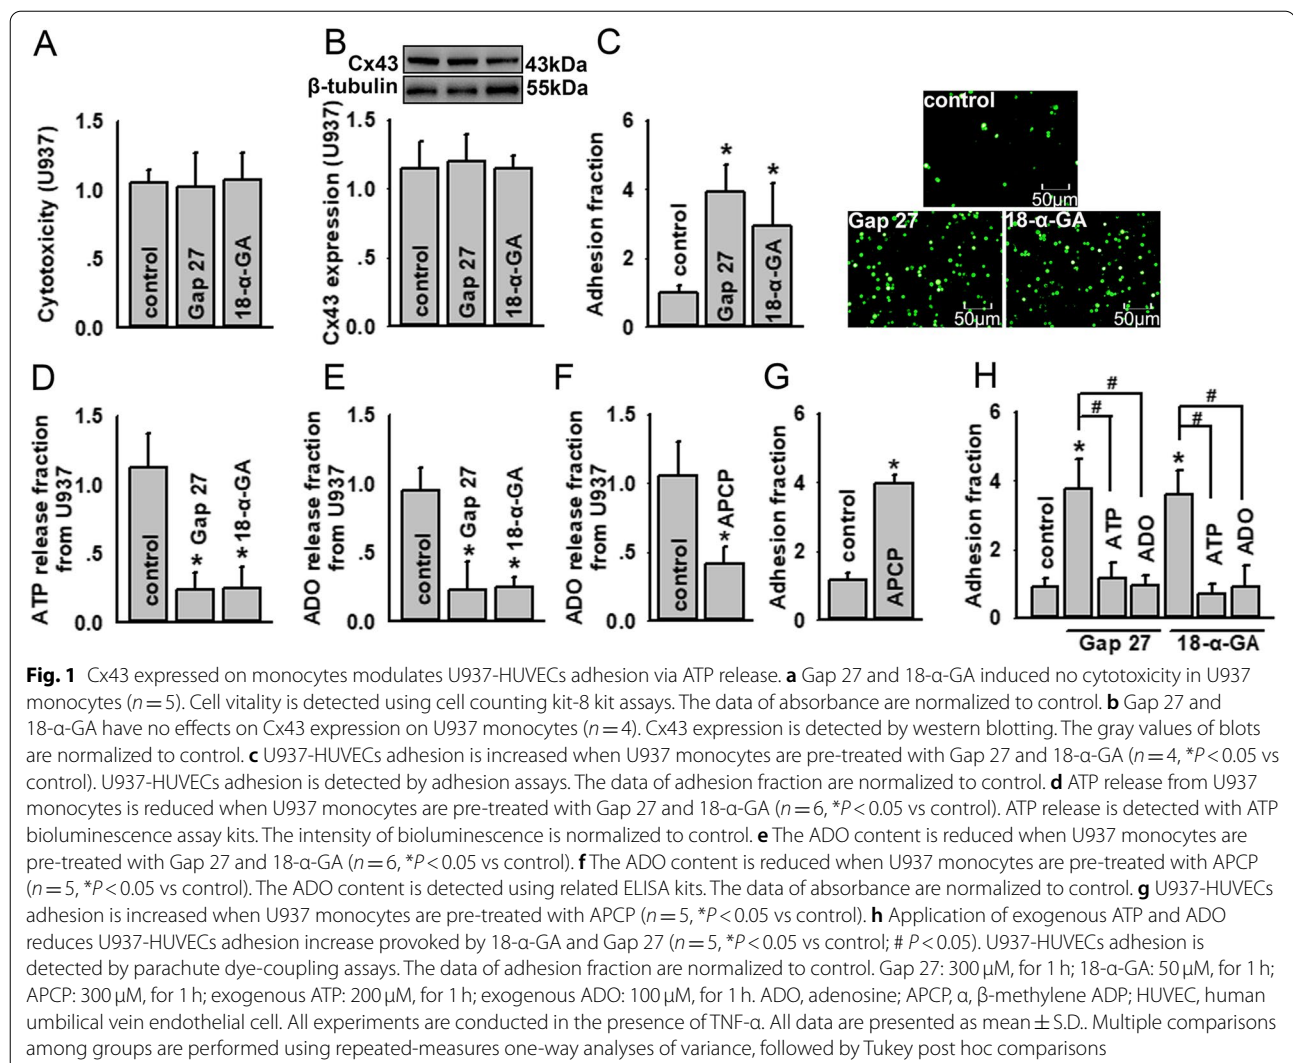 A
Cytotoxicity (U937)
1.5
1.0
.5
0.0
control
Gap 27
18-α-GA
B
Cx43
43kDa
β-tubulin
55kDa
Cx43 expression (U937)
1.5
1.0
.5
0.0
control
Gap 27
18-α-GA
C
Adhesion fraction
6
4
2
0
control
*
Gap 27
*
18-α-GA
control
50µm
Gap 27
50µm
18-α-GA
50µm
D
ATP release fraction
from U937
1.5
1.0
.5
0.0
control
* Gap 27
* 18-α-GA
E
ADO release fraction
from U937
1.5
1.0
.5
0.0
control
* Gap 27
* 18-α-GA
F
ADO release fraction
from U937
1.5
1.0
.5
0.0
control
*APCP
G
Adhesion fraction
6
4
2
0
control
*
APCP
H
Adhesion fraction
6
4
2
0
control
*
#
#
ATP
ADO
*
#
#
ATP
ADO
Gap 27
18-α-GA
Fig. 1 Cx43 expressed on monocytes modulates U937-HUVECs adhesion via ATP release. a Gap 27 and 18-α-GA induced no cytotoxicity in U937
monocytes (n = 5). Cell vitality is detected using cell counting kit-8 kit assays. The data of absorbance are normalized to control. b Gap 27 and
18-α-GA have no effects on Cx43 expression on U937 monocytes (n = 4). Cx43 expression is detected by western blotting. The gray values of blots
are normalized to control. c U937-HUVECs adhesion is increased when U937 monocytes are pre-treated with Gap 27 and 18-α-GA (n = 4, *P < 0.05 vs
control). U937-HUVECs adhesion is detected by adhesion assays. The data of adhesion fraction are normalized to control. d ATP release from U937
monocytes is reduced when U937 monocytes are pre-treated with Gap 27 and 18-α-GA (n = 6, *P < 0.05 vs control). ATP release is detected with ATP
bioluminescence assay kits. The intensity of bioluminescence is normalized to control. e The ADO content is reduced when U937 monocytes are
pre-treated with Gap 27 and 18-α-GA (n = 6, *P < 0.05 vs control). f The ADO content is reduced when U937 monocytes are pre-treated with APCP
(n = 5, *P < 0.05 vs control). The ADO content is detected using related ELISA kits. The data of absorbance are normalized to control. g U937-HUVECs
adhesion is increased when U937 monocytes are pre-treated with APCP (n = 5, *P < 0.05 vs control). h Application of exogenous ATP and ADO
reduces U937-HUVECs adhesion increase provoked by 18-α-GA and Gap 27 (n = 5, *P < 0.05 vs control; # P < 0.05). U937-HUVECs adhesion is
detected by parachute dye-coupling assays. The data of adhesion fraction are normalized to control. Gap 27: 300 µM, for 1 h; 18-α-GA: 50 µM, for 1 h;
APCP: 300 µM, for 1 h; exogenous ATP: 200 µM, for 1 h; exogenous ADO: 100 µM, for 1 h. ADO, adenosine; APCP, α, β-methylene ADP; HUVEC, human
umbilical vein endothelial cell. All experiments are conducted in the presence of TNF-α. All data are presented as mean ± S.D.. Multiple comparisons
among groups are performed using repeated-measures one-way analyses of variance, followed by Tukey post hoc comparisons